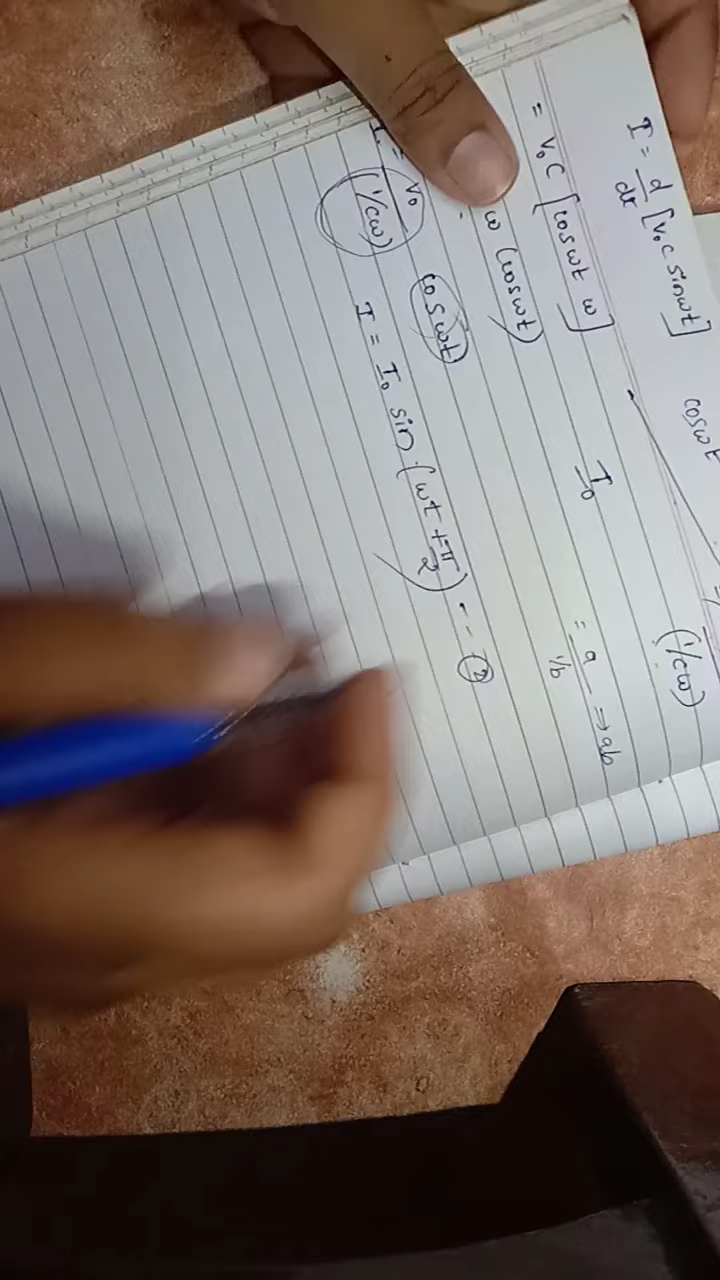 I = d/dt [V₀C sinωt]
cosωt
= V₀C [cosωt ω]
I₀
(1/cω)
ω (cosωt)
= a / 1/b ⇒ ab
I = V₀ / (1/cω) cosωt)
I = I₀ sin (ωt + π/2) -- ②